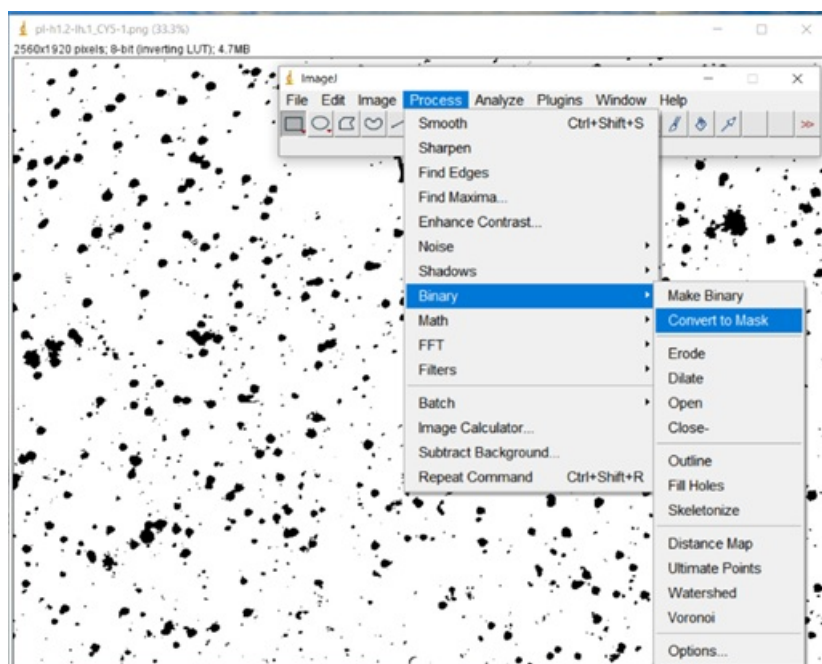 pl-h1.2-lh.1_CY5-1.png (33.3%)
2560x1920 pixels; 8-bit (inverting LUT); 4.7MB
ImageJ
File Edit Image Process Analyze Plugins Window Help
Smooth Ctrl+Shift+S
Sharpen
Find Edges
Find Maxima...
Enhance Contrast...
Noise
Shadows
Binary
Math
FFT
Filters
Batch
Image Calculator...
Subtract Background...
Repeat Command Ctrl+Shift+R
Make Binary
Convert to Mask
Erode
Dilate
Open
Close-
Outline
Fill Holes
Skeletonize
Distance Map
Ultimate Points
Watershed
Voronoi
Options...